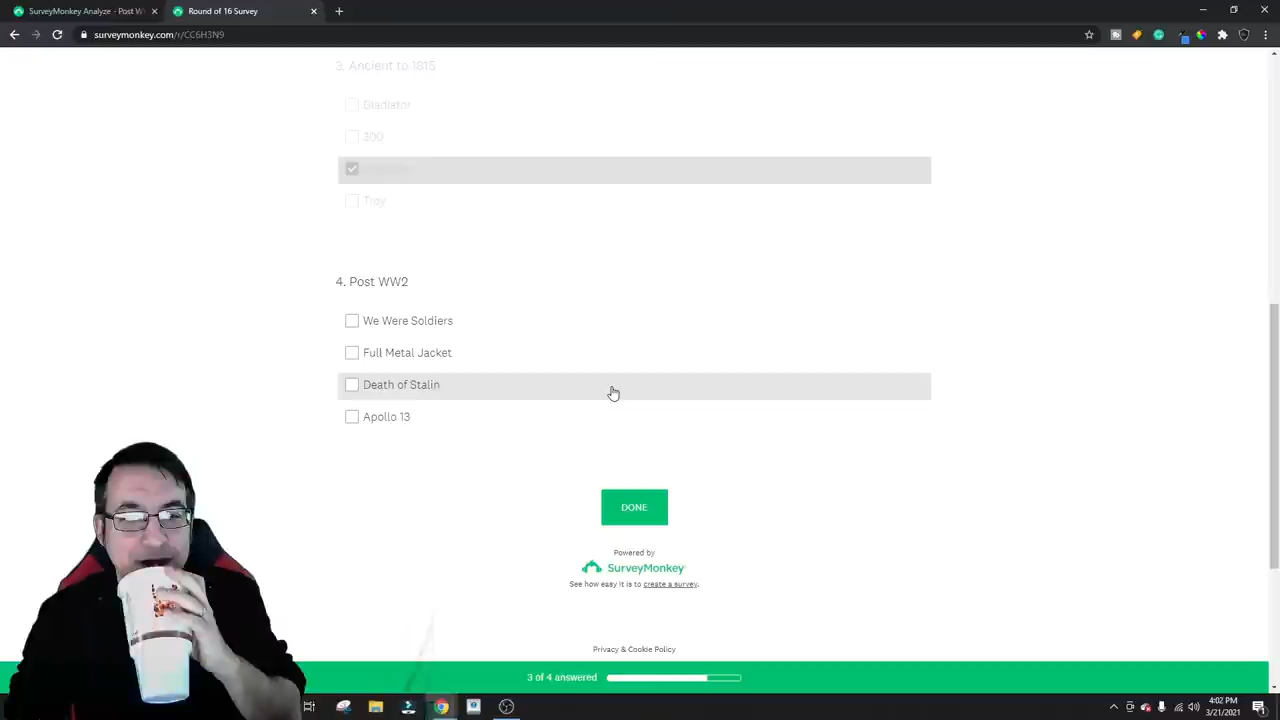 SurveyMonkey Analyze - Post W
Round of 16 Survey
surveymonkey.com/r/CC6H3N9
3. Ancient to 1815
Gladiator
300
Troy
4. Post WW2
We Were Soldiers
Full Metal Jacket
Death of Stalin
Apollo 13
DONE
Powered by
SurveyMonkey
See how easy it is to create a survey.
Privacy & Cookie Policy
3 of 4 answered
4:02 PM
3/21/2021